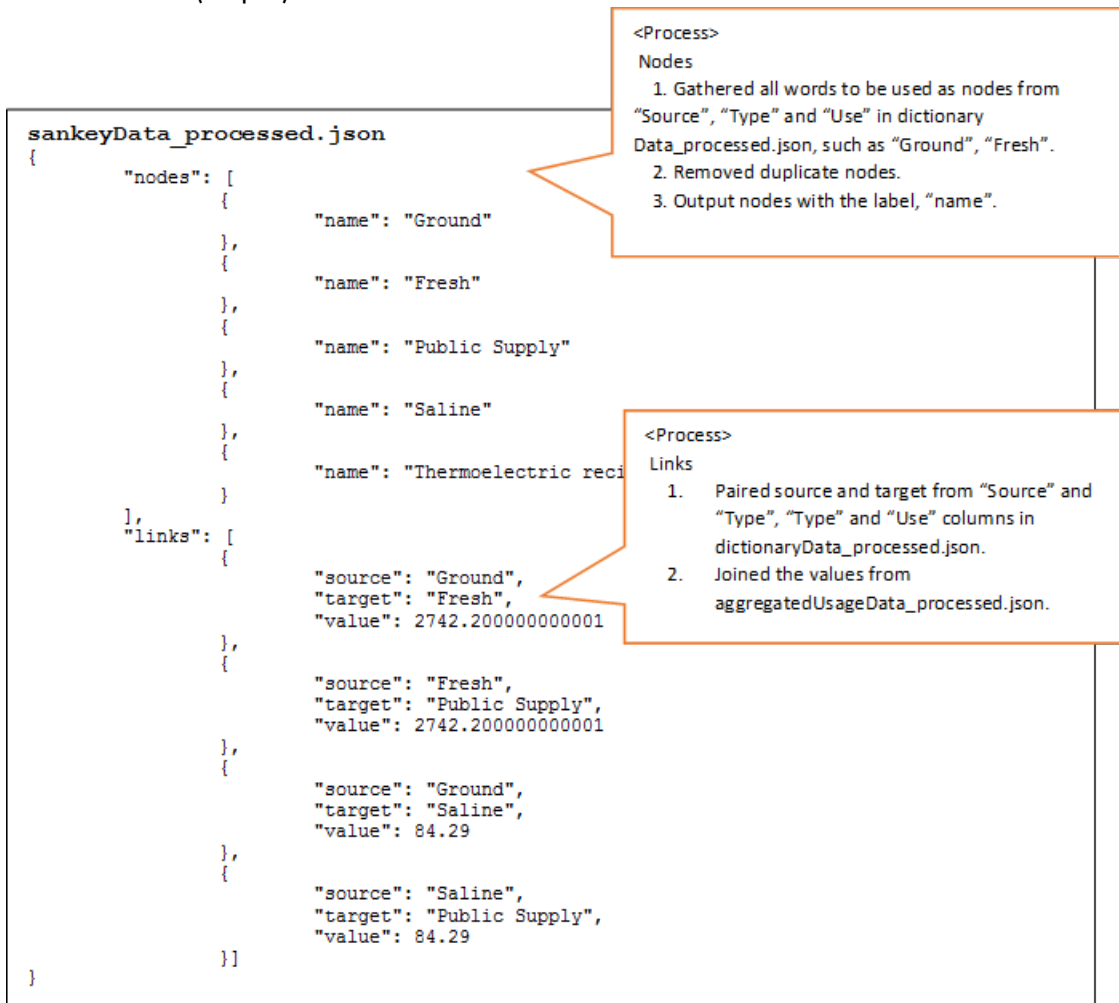 <Process>
Nodes
1. Gathered all words to be used as nodes from
“Source”, “Type” and “Use” in dictionary
Data_processed.json, such as “Ground”, “Fresh”.
2. Removed duplicate nodes.
3. Output nodes with the label, “name”.
sankeyData_processed.json
{
"nodes": [
{
"name": "Ground"
},
{
"name": "Fresh"
},
{
"name": "Public Supply"
},
{
"name": "Saline"
},
{
"name": "Thermoelectric reci
}
],
"links": [
{
"source": "Ground",
"target": "Fresh",
"value": 2742.200000000001
},
{
"source": "Fresh",
"target": "Public Supply",
"value": 2742.200000000001
},
{
"source": "Ground",
"target": "Saline",
"value": 84.29
},
{
"source": "Saline",
"target": "Public Supply",
"value": 84.29
}]
}
<Process>
Links
1. Paired source and target from “Source” and
“Type”, “Type” and “Use” columns in
dictionaryData_processed.json.
2. Joined the values from
aggregatedUsageData_processed.json.